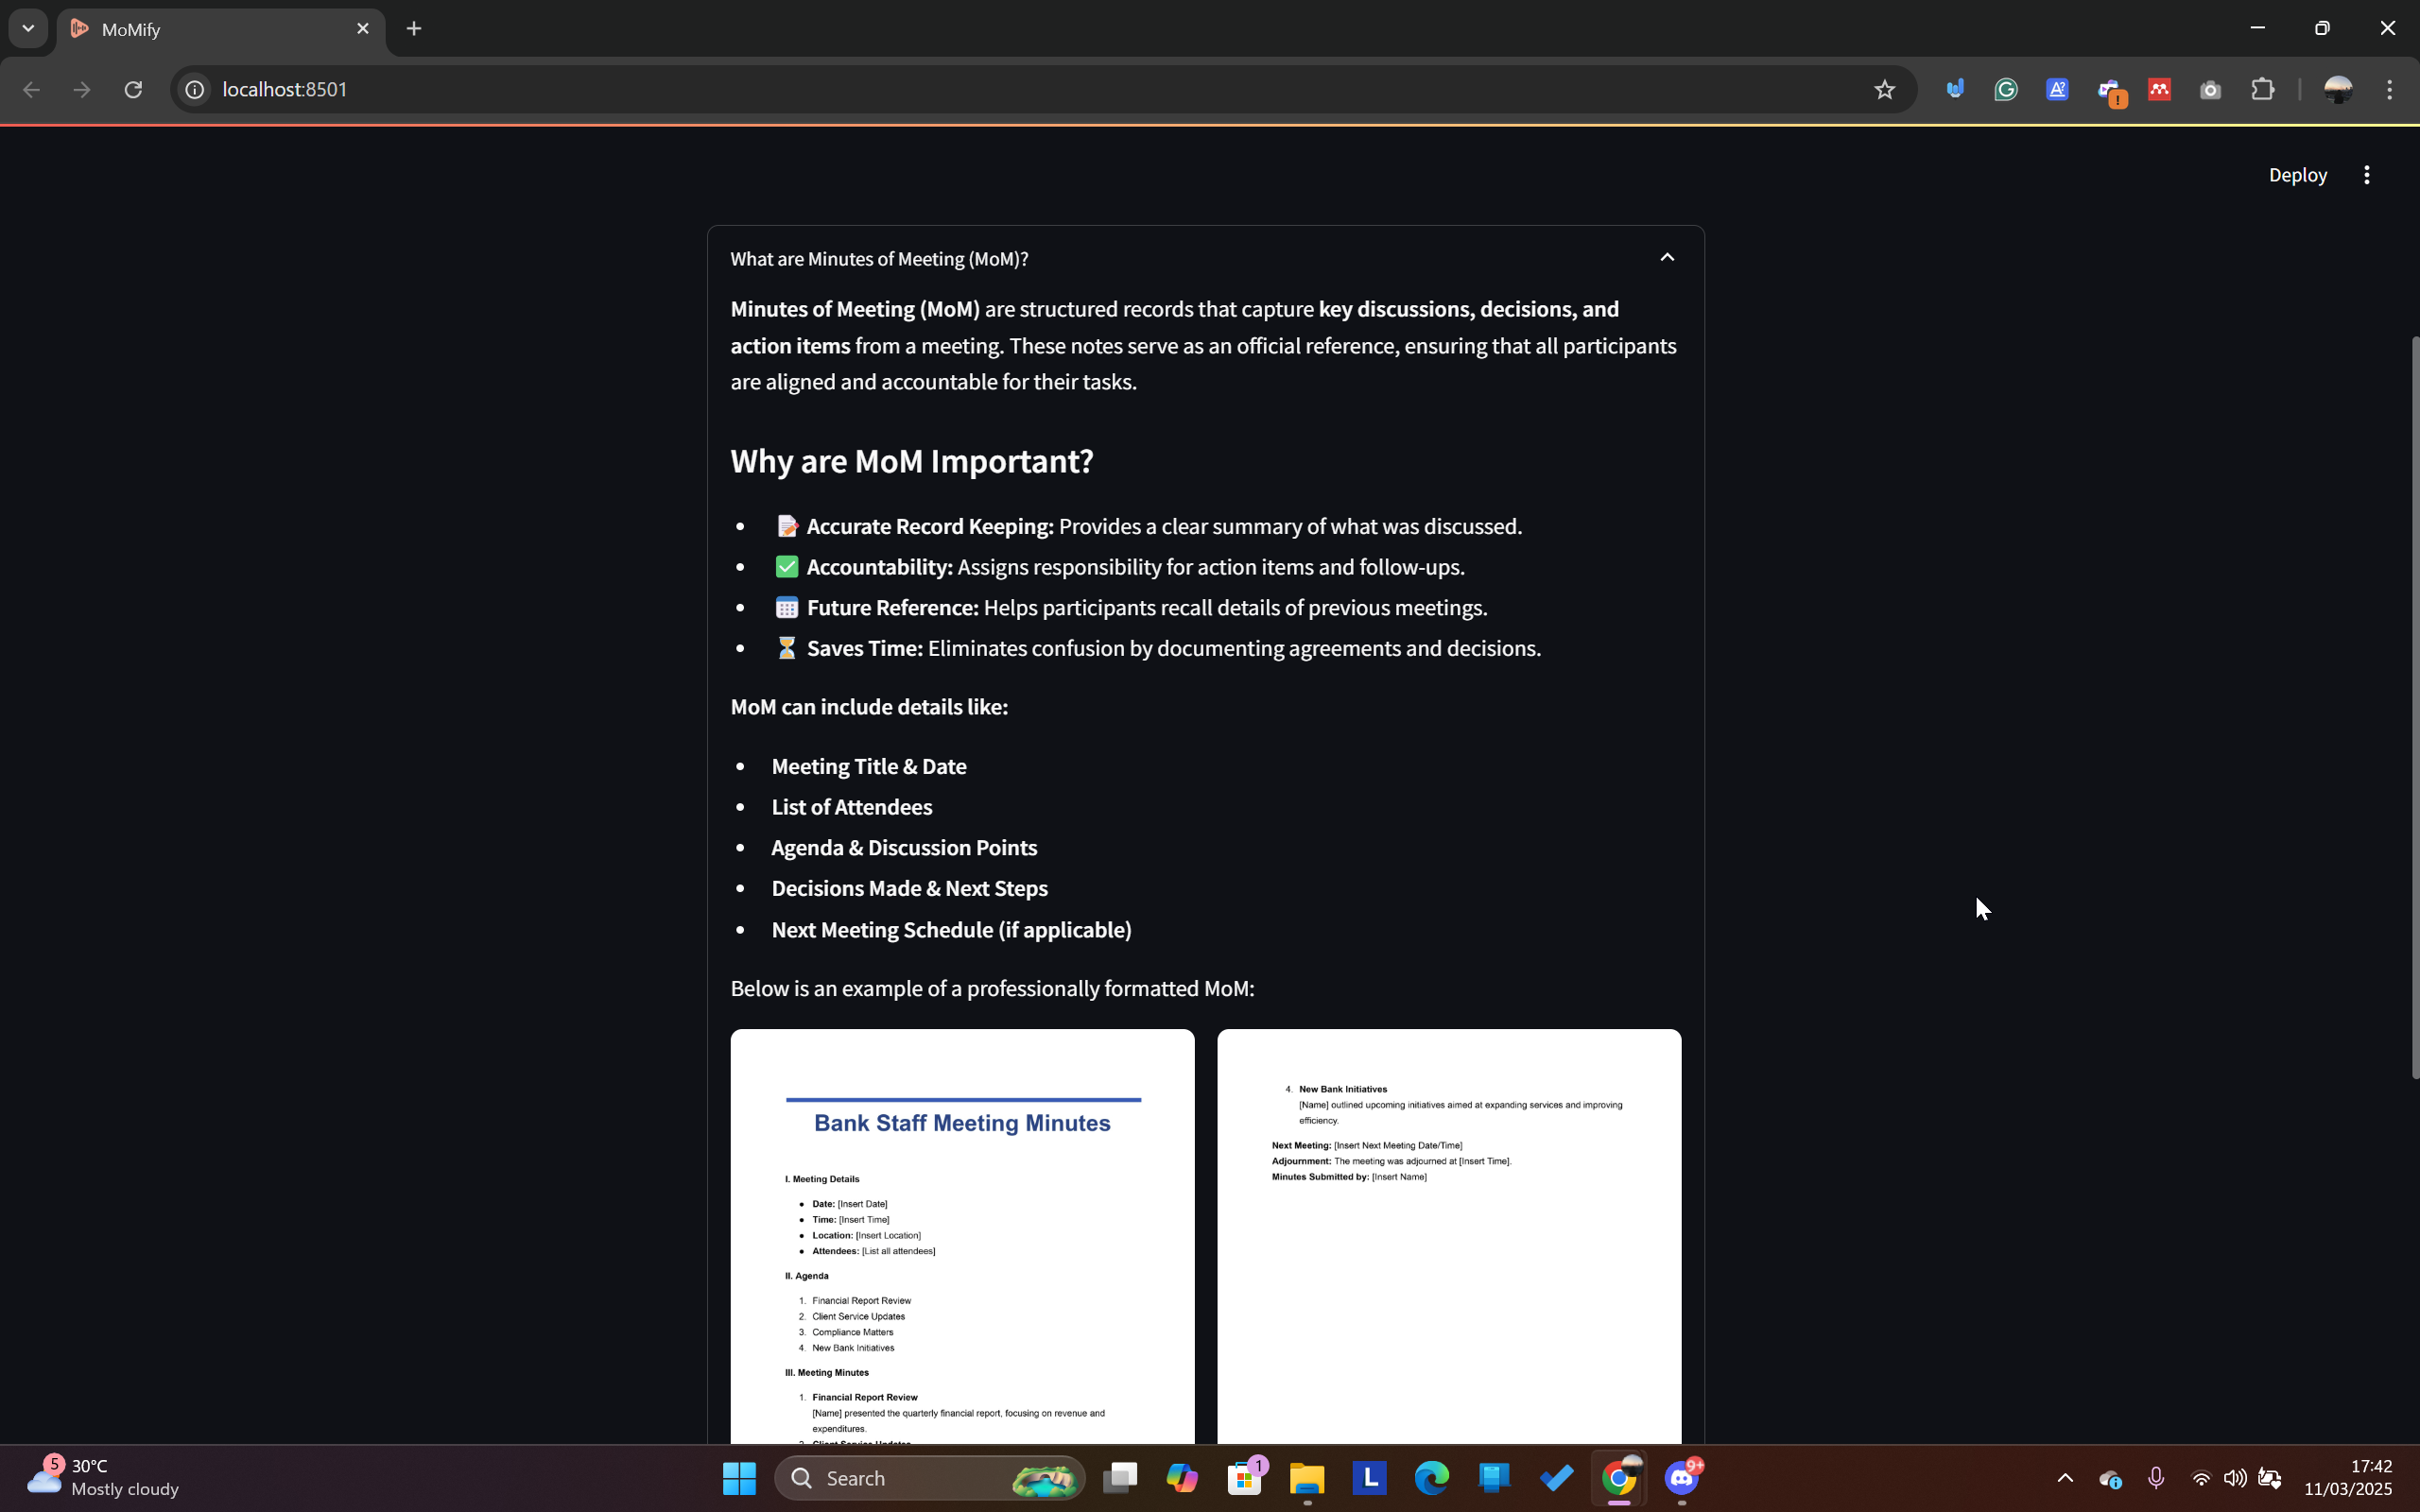 MoMify
localhost:8501
Deploy
What are Minutes of Meeting (MoM)?
Minutes of Meeting (MoM) are structured records that capture key discussions, decisions, and
action items from a meeting. These notes serve as an official reference, ensuring that all participants
are aligned and accountable for their tasks.
Why are MoM Important?
• 📝 Accurate Record Keeping: Provides a clear summary of what was discussed.
• ✅ Accountability: Assigns responsibility for action items and follow-ups.
• 📅 Future Reference: Helps participants recall details of previous meetings.
• ⏳ Saves Time: Eliminates confusion by documenting agreements and decisions.
MoM can include details like:
• Meeting Title & Date
• List of Attendees
• Agenda & Discussion Points
• Decisions Made & Next Steps
• Next Meeting Schedule (if applicable)
Below is an example of a professionally formatted MoM:
Bank Staff Meeting Minutes
I. Meeting Details
• Date: [Insert Date]
• Time: [Insert Time]
• Location: [Insert Location]
• Attendees: [List all attendees]
II. Agenda
1. Financial Report Review
2. Client Service Updates
3. Compliance Matters
4. New Bank Initiatives
III. Meeting Minutes
1. Financial Report Review
[Name] presented the quarterly financial report, focusing on revenue and
expenditures.
2. Client Service Updates
4. New Bank Initiatives
[Name] outlined upcoming initiatives aimed at expanding services and improving
efficiency.
Next Meeting: [Insert Next Meeting Date/Time]
Adjournment: The meeting was adjourned at [Insert Time].
Minutes Submitted by: [Insert Name]
5
30°C
Mostly cloudy
Search
1
L
9+
17:42
11/03/2025